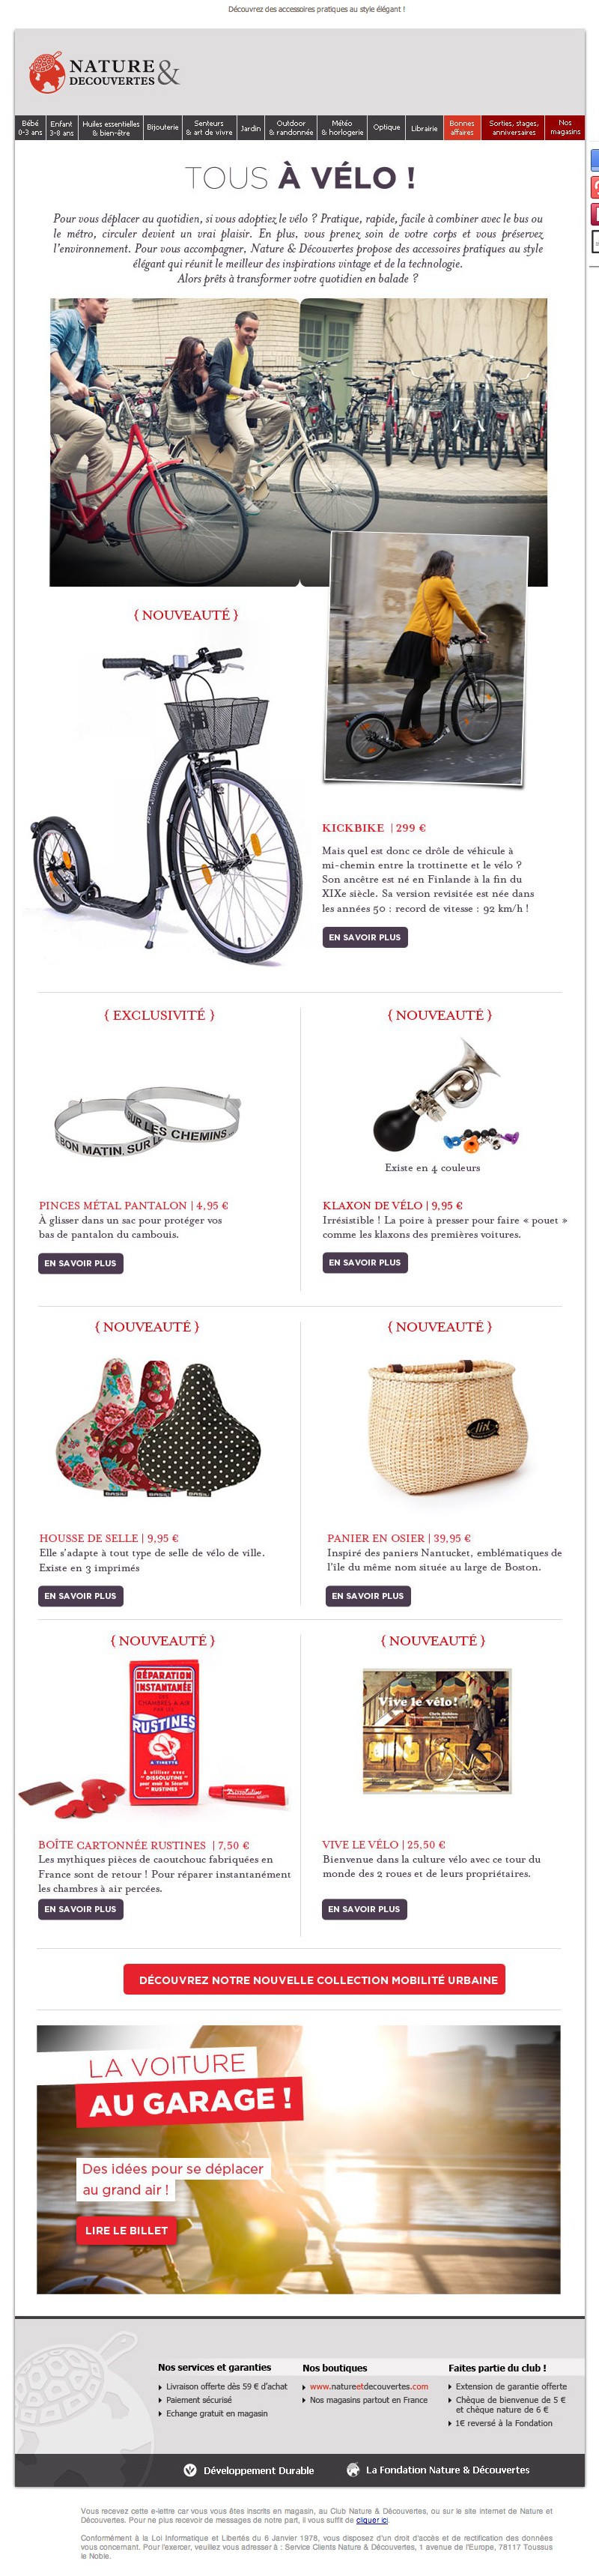 Découvrez des accessoires pratiques au style élégant !
NATURE &
DECOUVERTES
Bébé
0-3 ans
Enfant
3-8 ans
Huiles essentielles
& bien-être
Bijouterie
Senteurs
& art de vivre
Jardin
Outdoor
& randonnée
Météo
& horlogerie
Optique
Librairie
Bonnes
affaires
Sorties, stages,
anniversaires
Nos
magasins
TOUS À VÉLO !
Pour vous déplacer au quotidien, si vous adoptiez le vélo ? Pratique, rapide, facile à combiner avec le bus ou
le métro, circuler devient un vrai plaisir. En plus, vous prenez soin de votre corps et vous préservez
l'environnement. Pour vous accompagner, Nature & Découvertes propose des accessoires pratiques au style
élégant qui réunit le meilleur des inspirations vintage et de la technologie.
Alors prêts à transformer votre quotidien en balade ?
{ NOUVEAUTÉ }
KICKBIKE | 299 €
Mais quel est donc ce drôle de véhicule à
mi-chemin entre la trottinette et le vélo ?
Son ancêtre est né en Finlande à la fin du
XIXe siècle. Sa version revisitée est née dans
les années 50 : record de vitesse : 92 km/h !
EN SAVOIR PLUS
{ EXCLUSIVITÉ }
BON MATIN, SUR L
SUR LES CHEMINS...
PINCES MÉTAL PANTALON | 4,95 €
À glisser dans un sac pour protéger vos
bas de pantalon du cambouis.
EN SAVOIR PLUS
{ NOUVEAUTÉ }
Existe en 4 couleurs
KLAXON DE VÉLO | 9,95 €
Irrésistible ! La poire à presser pour faire « pouet »
comme les klaxons des premières voitures.
EN SAVOIR PLUS
{ NOUVEAUTÉ }
BASIL BASIL BASIL
HOUSSE DE SELLE | 9,95 €
Elle s'adapte à tout type de selle de vélo de ville.
Existe en 3 imprimés
EN SAVOIR PLUS
{ NOUVEAUTÉ }
PANIER EN OSIER | 39,95 €
Inspiré des paniers Nantucket, emblématiques de
l'île du même nom située au large de Boston.
EN SAVOIR PLUS
{ NOUVEAUTÉ }
RÉPARATION
INSTANTANÉE
DES
CHAMBRES A AIR
PAR LES
RUSTINES
A TIRETTE
A utiliser avec
"DISSOLUTINE"
pour avoir la Sécurité
"RUSTINES"
Dissolutine
BOÎTE CARTONNÉE RUSTINES | 7,50 €
Les mythiques pièces de caoutchouc fabriquées en
France sont de retour ! Pour réparer instantanément
les chambres à air percées.
EN SAVOIR PLUS
{ NOUVEAUTÉ }
Vive le vélo !
VIVE LE VÉLO | 25,50 €
Bienvenue dans la culture vélo avec ce tour du
monde des 2 roues et de leurs propriétaires.
EN SAVOIR PLUS
DÉCOUVREZ NOTRE NOUVELLE COLLECTION MOBILITÉ URBAINE
LA VOITURE
AU GARAGE !
Des idées pour se déplacer
au grand air !
LIRE LE BILLET
Nos services et garanties
Livraison offerte dès 59 € d'achat
Paiement sécurisé
Echange gratuit en magasin
Nos boutiques
www.natureetdecouvertes.com
Nos magasins partout en France
Faites partie du club !
Extension de garantie offerte
Chèque de bienvenue de 5 €
et chèque nature de 6 €
1€ reversé à la Fondation
Développement Durable
La Fondation Nature & Découvertes
Vous recevez cette e-lettre car vous vous êtes inscrits en magasin, au Club Nature & Découvertes, ou sur le site internet de Nature et
Découvertes. Pour ne plus recevoir de messages de notre part, il vous suffit de cliquer ici.
Conformément à la Loi Informatique et Libertés du 6 Janvier 1978, vous disposez d'un droit d'accès et de rectification des données
vous concernant. Pour l'exercer, veuillez vous adresser à : Service Clients Nature & Découvertes, 1 avenue de l'Europe, 78117 Toussus
le Noble.